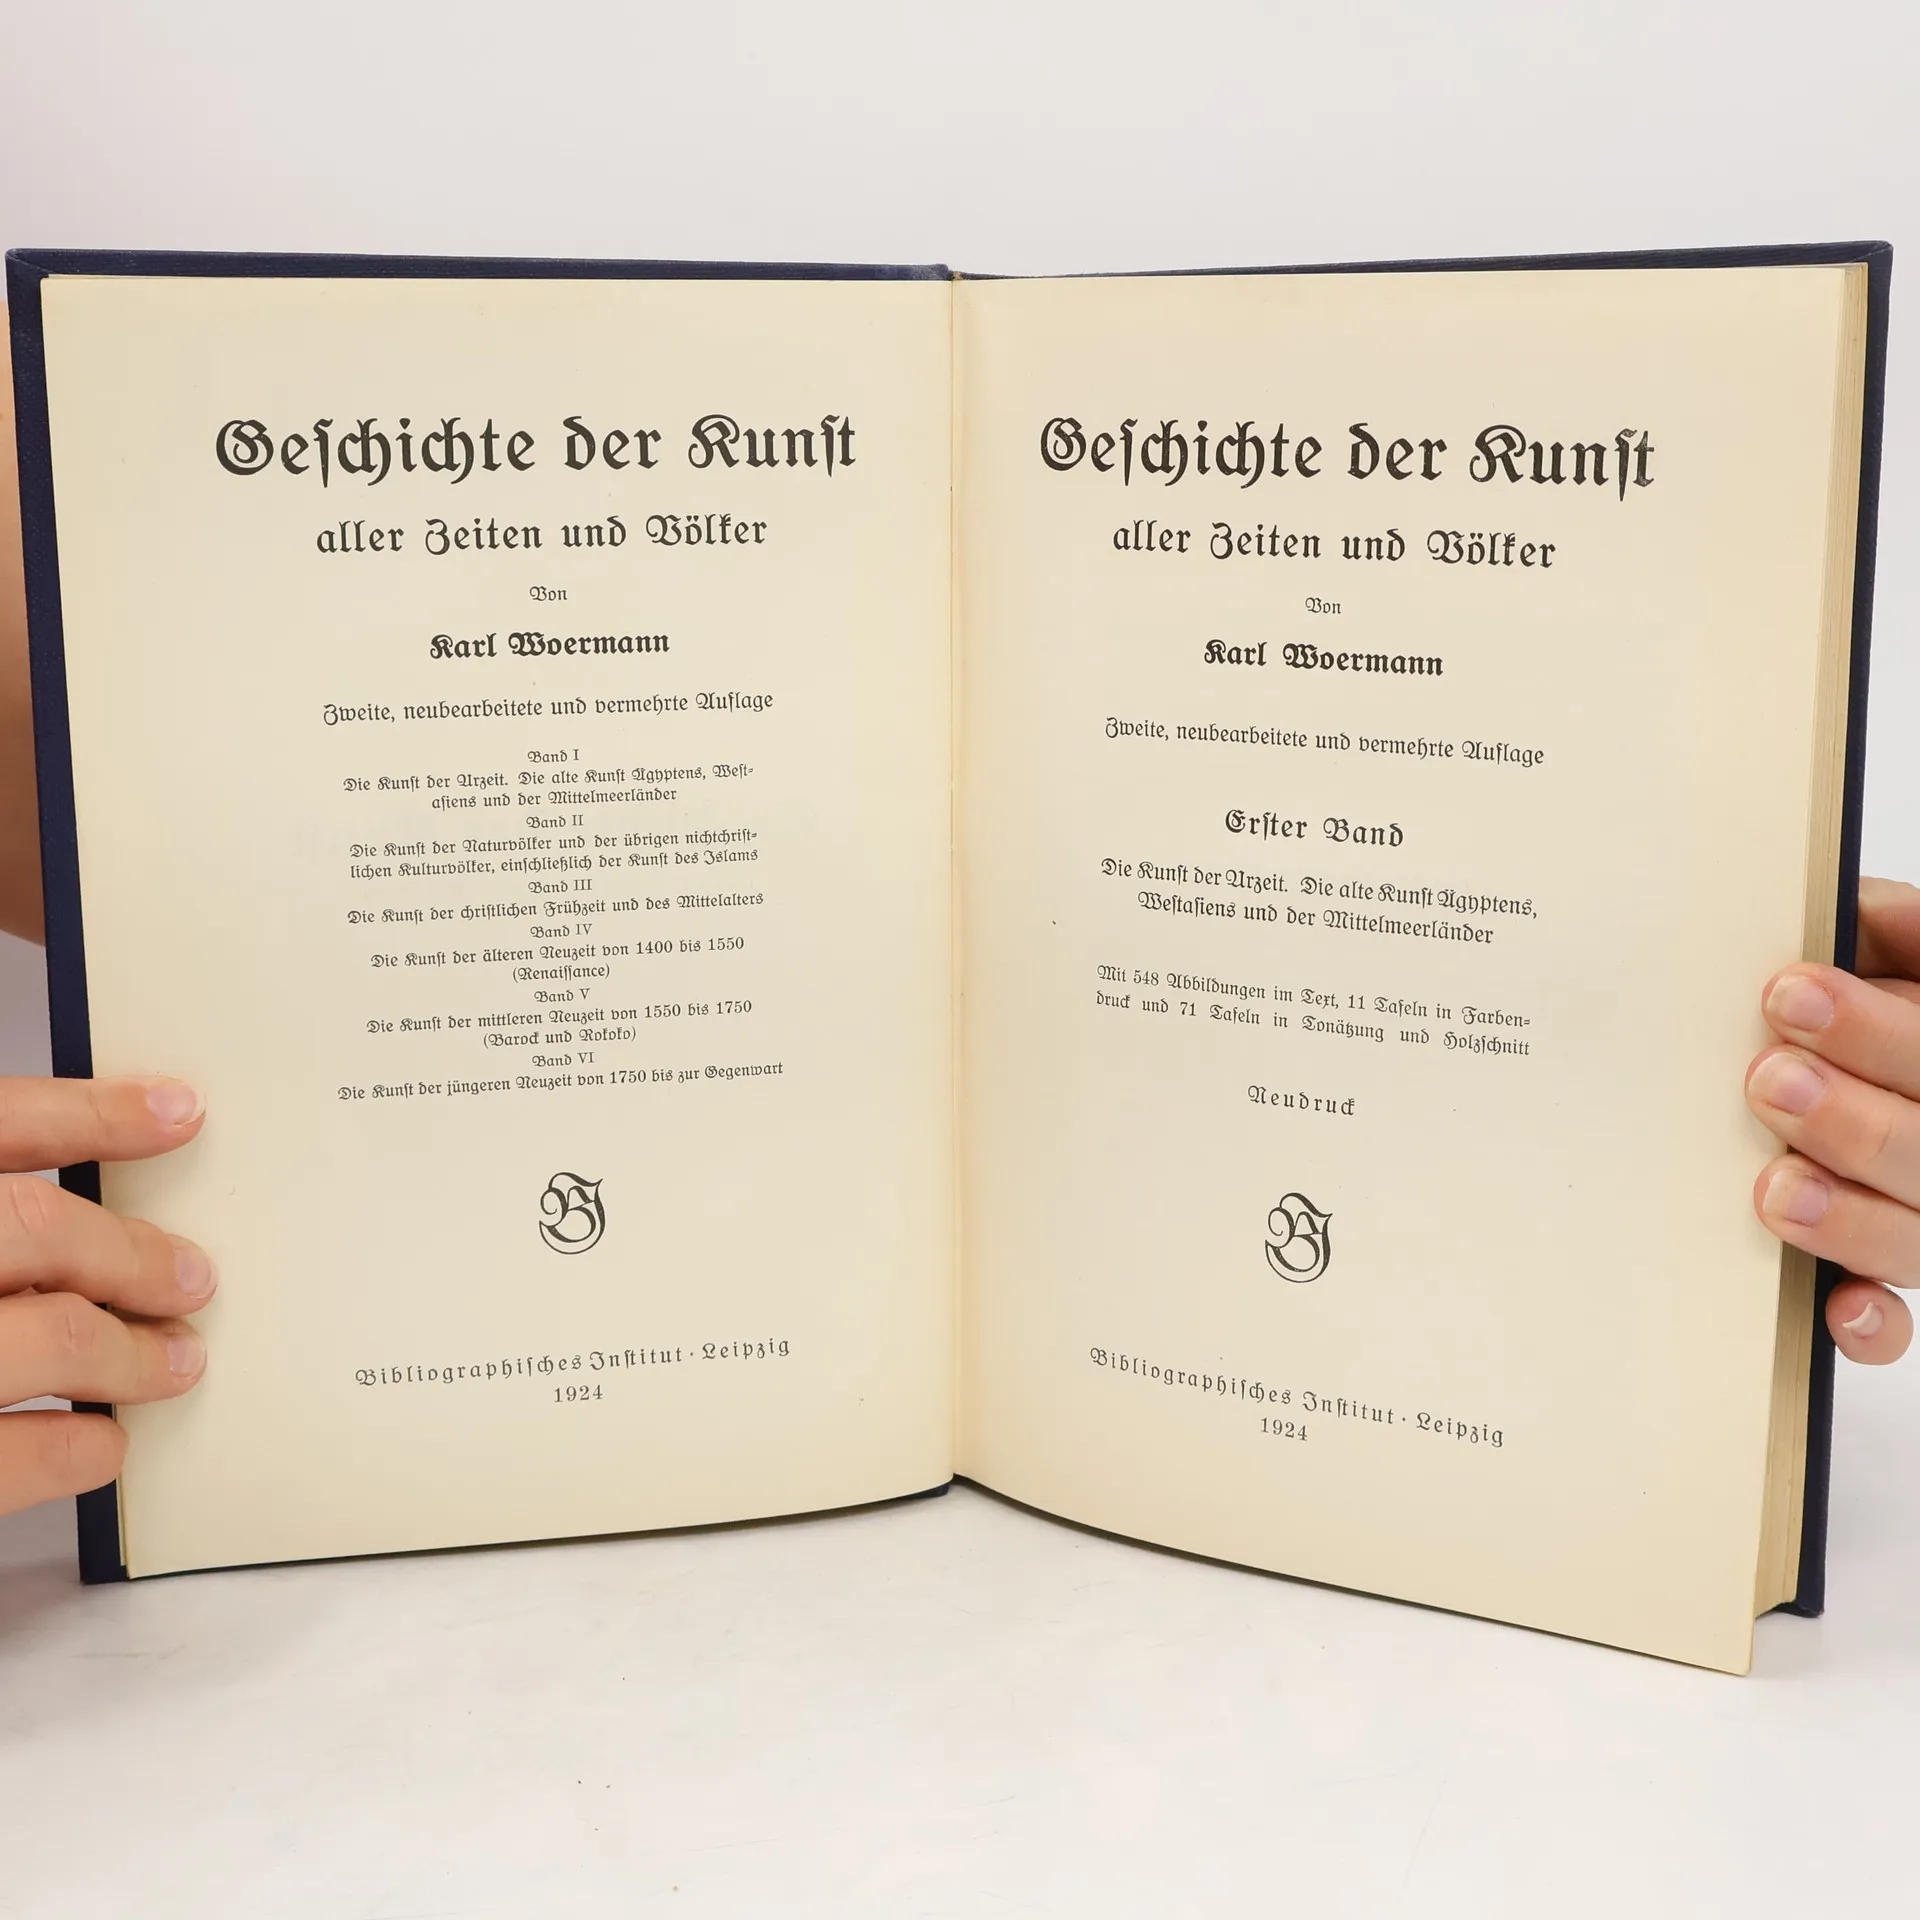 Geſchichte der Kunſt
aller Zeiten und Völker
Von
Karl Woermann
Zweite, neubearbeitete und vermehrte Auflage
Band I
Die Kunſt der Urzeit. Die alte Kunſt Ägyptens, Weſt-
aſiens und der Mittelmeerländer
Band II
Die Kunſt der Naturvölker und der übrigen nichtchriſt-
lichen Kulturvölker, einſchließlich der Kunſt des Islams
Band III
Die Kunſt der chriſtlichen Frühzeit und des Mittelalters
Band IV
Die Kunſt der älteren Neuzeit von 1400 bis 1550
(Renaiſſance)
Band V
Die Kunſt der mittleren Neuzeit von 1550 bis 1750
(Barock und Rokoko)
Band VI
Die Kunſt der jüngeren Neuzeit von 1750 bis zur Gegenwart
BI
Bibliographiſches Inſtitut · Leipzig
1924
Geſchichte der Kunſt
aller Zeiten und Völker
Von
Karl Woermann
Zweite, neubearbeitete und vermehrte Auflage
Erſter Band
Die Kunſt der Urzeit. Die alte Kunſt Ägyptens,
Weſtaſiens und der Mittelmeerländer
Mit 548 Abbildungen im Text, 11 Tafeln in Farben-
druck und 71 Tafeln in Tonätzung und Holzſchnitt
Neudruck
BI
Bibliographiſches Inſtitut · Leipzig
1924